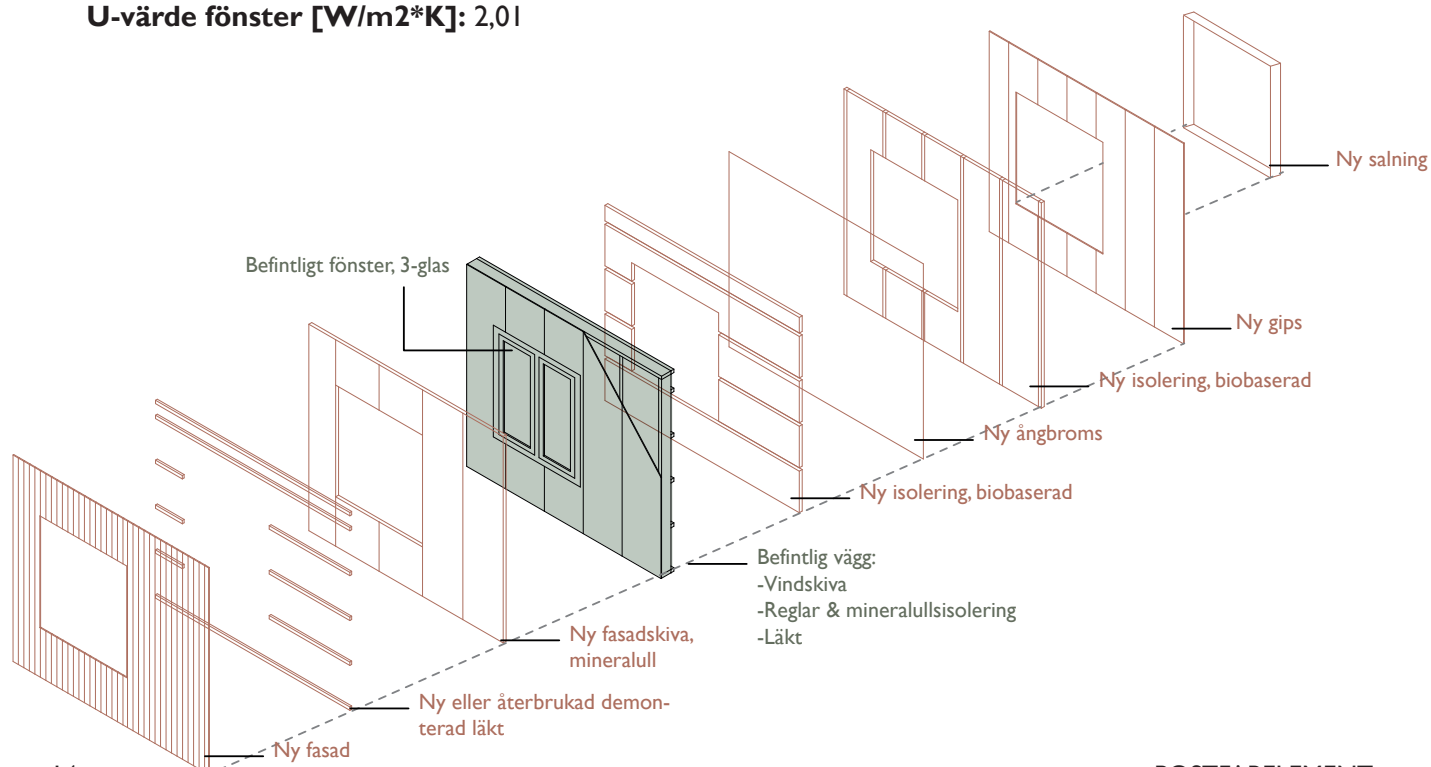 U-värde fönster [W/m2*K]: 2,01
Ny salning
Befintligt fönster, 3-glas
Ny gips
Ny isolering, biobaserad
Ny ångbroms
Ny isolering, biobaserad
Befintlig vägg:
-Vindskiva
-Reglar & mineralullsisolering
-Läkt
Ny fasadskiva,
mineralull
Ny eller återbrukad demon-
terad läkt
Ny fasad